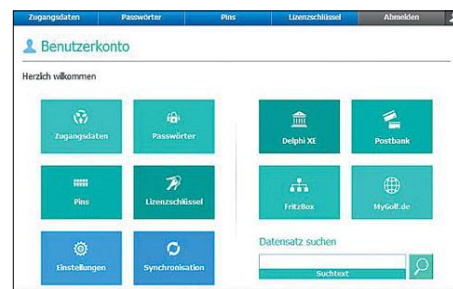 Zugangsdaten Passwörter Pins Lizenzschlüssel Abmelden
Benutzerkonto
Herzlich wilkommen
Zugangsdaten
Passwörter
Delphi XE
Postbank
Pins
Lizenzschlüssel
FritzBox
MyGolf.de
Einstellungen
Synchronisation
Datensatz suchen
Suchtext